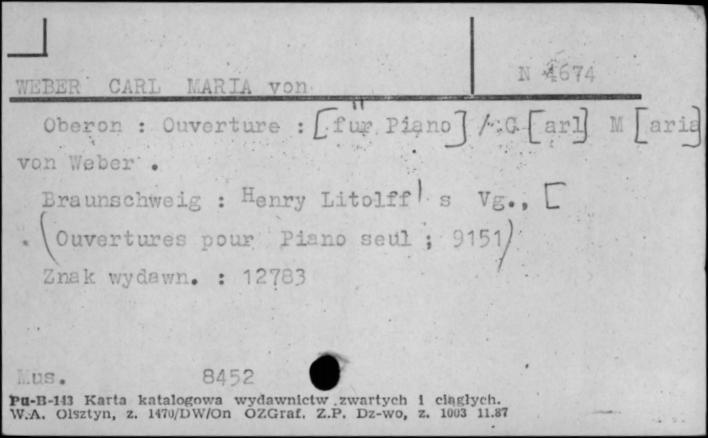 WEBER CARL MARIA von N 4674
Oberon : Ouverture : [für Piano] / C[arl] M[aria]
von Weber .
Braunschweig : Henry Litolff's Vg., [
(Ouvertures pour Piano seul ; 9151)
Znak wydawn. : 12783
Mus. 8452
Pu-B-143 Karta katalogowa wydawnictw zwartych i ciągłych.
W.A. Olsztyn, z. 1470/DW/On OZGraf. Z.P. Dz-wo, z. 1003 11.87